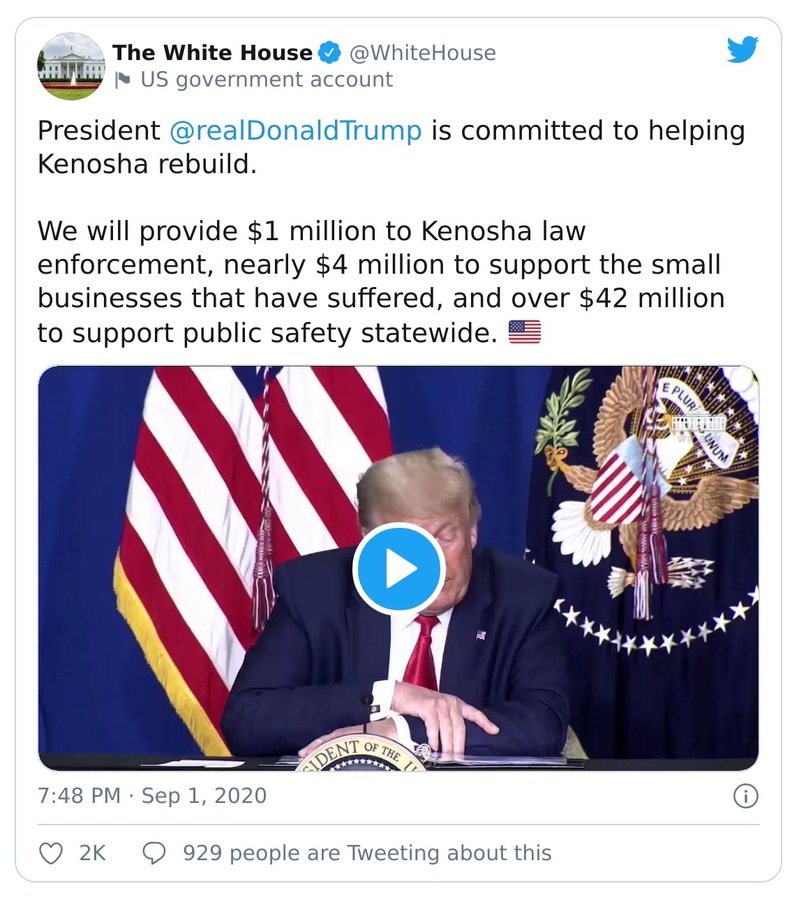 The White House @WhiteHouse
US government account
President @realDonaldTrump is committed to helping
Kenosha rebuild.
We will provide $1 million to Kenosha law
enforcement, nearly $4 million to support the small
businesses that have suffered, and over $42 million
to support public safety statewide. 🇺🇸
E PLUR
UNUM
SIDENT OF THE U
7:48 PM · Sep 1, 2020
2K 929 people are Tweeting about this